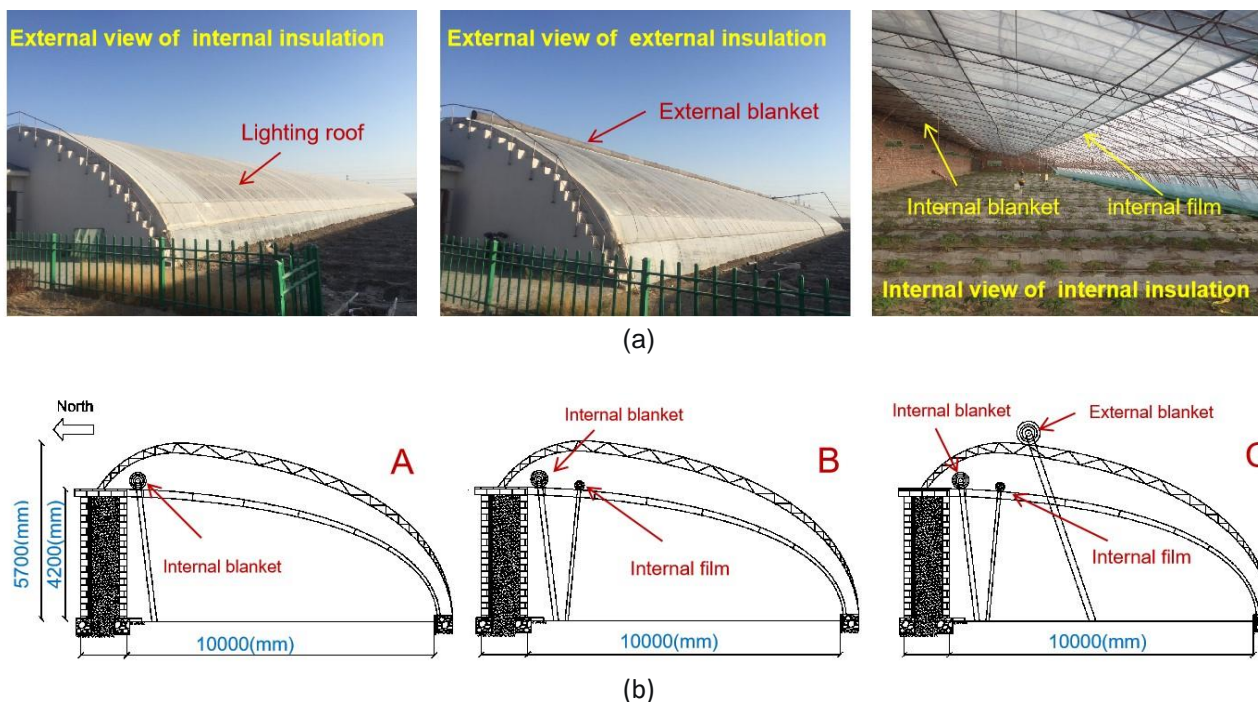 External view of internal insulation
Lighting roof
External view of external insulation
External blanket
Internal blanket
internal film
Internal view of internal insulation
(a)
North
5700(mm)
4200(mm)
A
Internal blanket
10000(mm)
Internal blanket
B
Internal film
10000(mm)
Internal blanket
External blanket
C
Internal film
10000(mm)
(b)